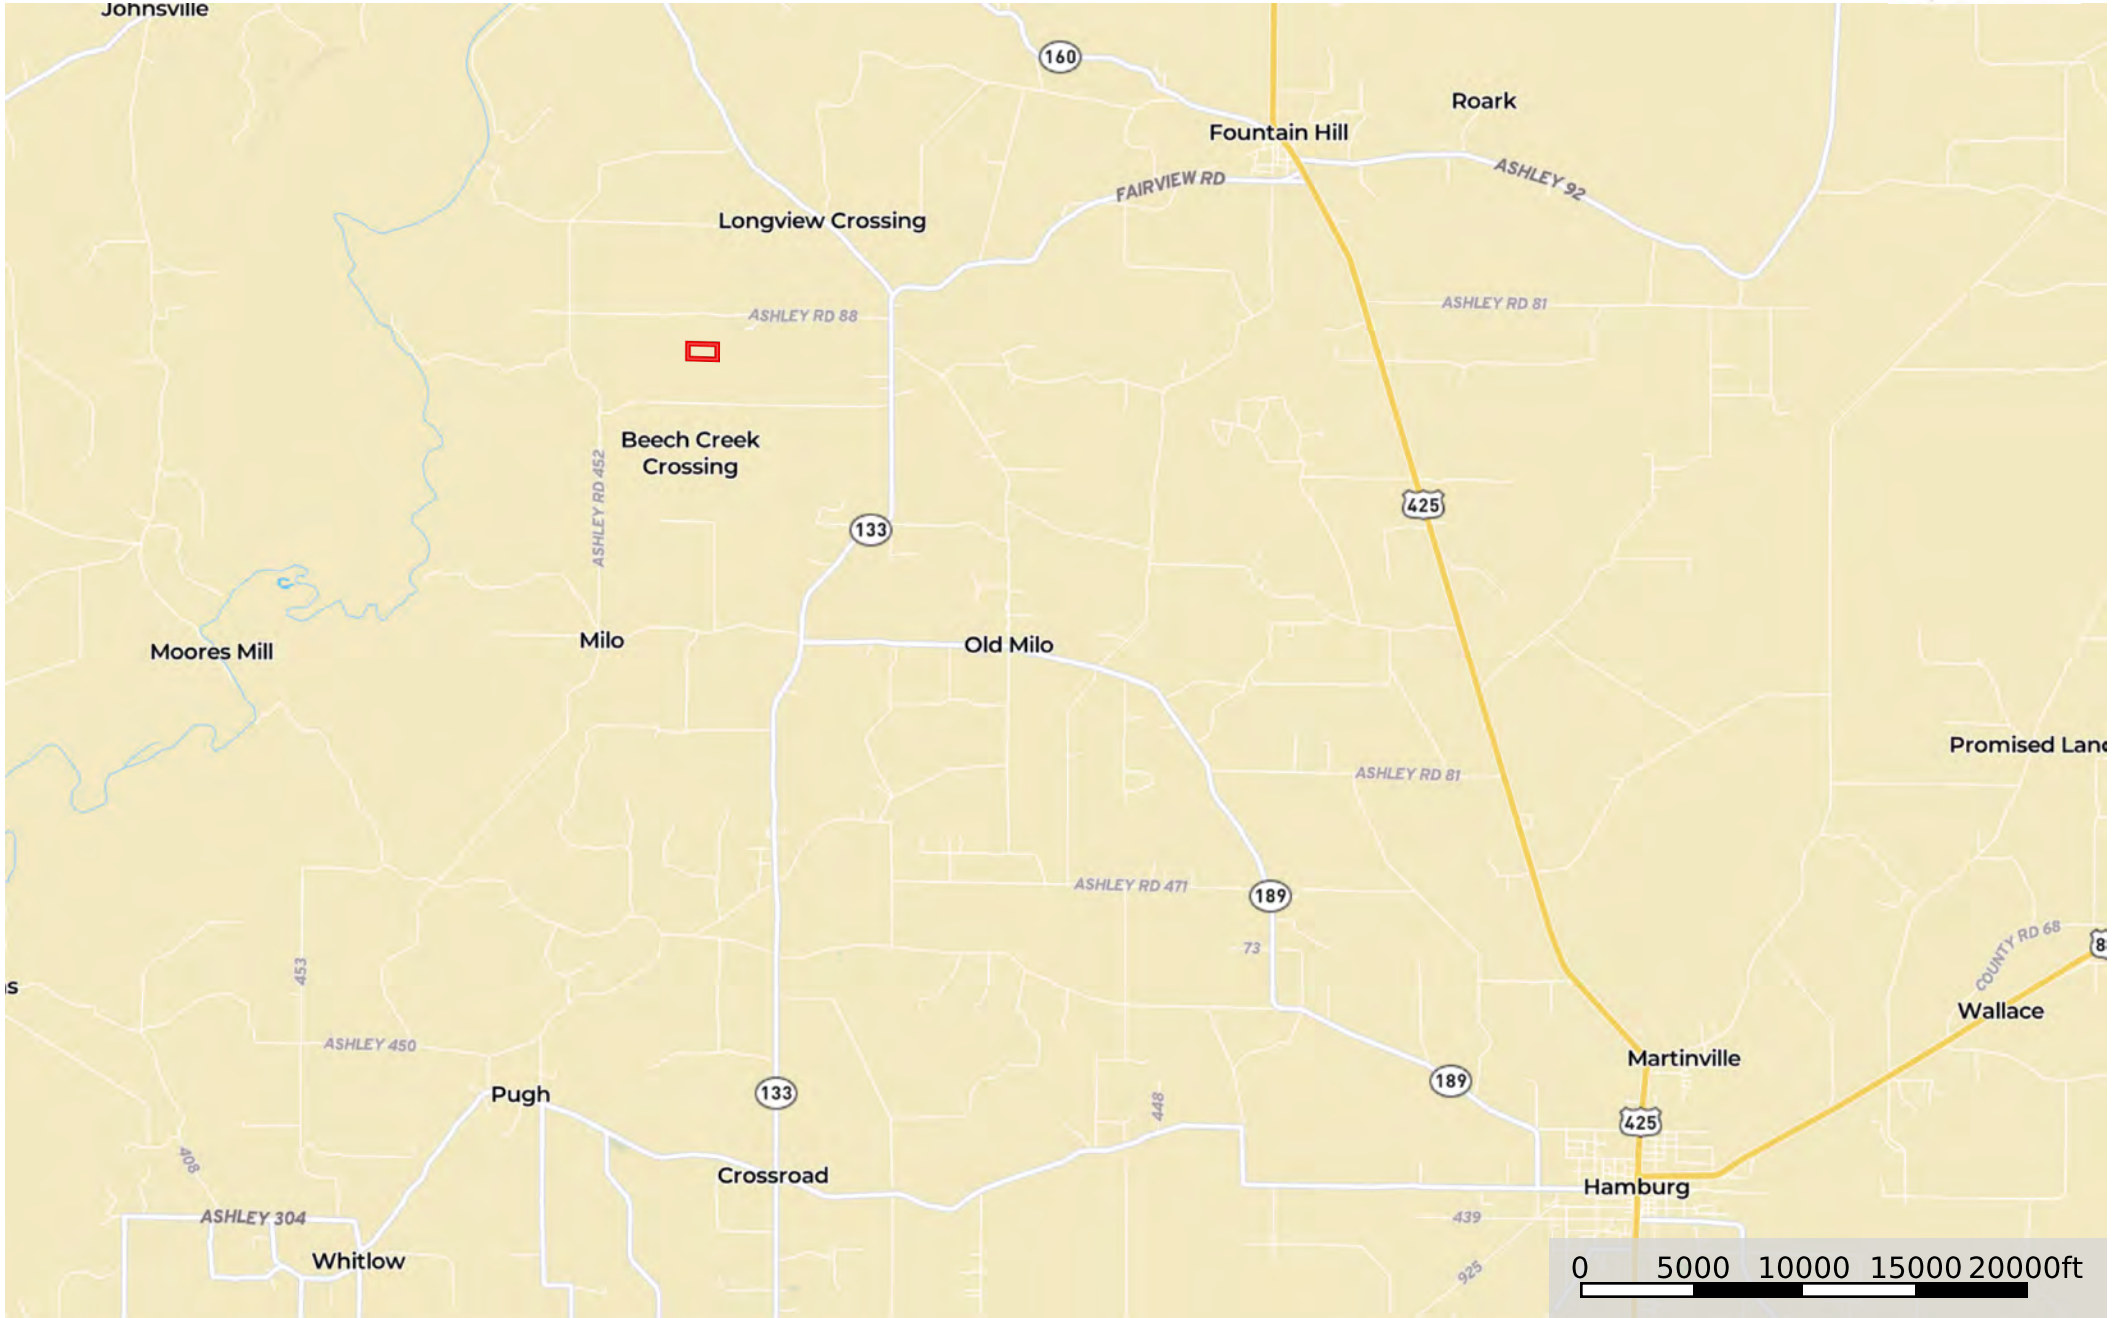 Johnsville
160
Roark
Fountain Hill
FAIRVIEW RD
ASHLEY 92
Longview Crossing
ASHLEY RD 88
ASHLEY RD 81
Beech Creek
Crossing
ASHLEY RD 452
425
133
Milo
Old Milo
Moores Mill
Promised Lane
ASHLEY RD 81
ASHLEY RD 471
189
73
COUNTY RD 68
8
453
s
Wallace
ASHLEY 450
Martinville
189
Pugh
133
448
425
408
Crossroad
Hamburg
ASHLEY 304
439
Whitlow
925
0 5000 10000 15000 20000ft